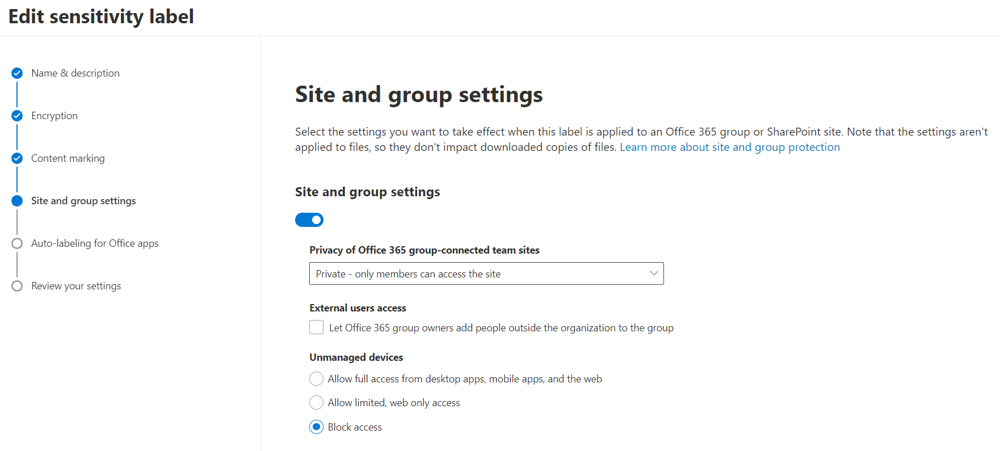 Edit sensitivity label
Name & description
Encryption
Content marking
Site and group settings
Auto-labeling for Office apps
Review your settings
Site and group settings
Select the settings you want to take effect when this label is applied to an Office 365 group or SharePoint site. Note that the settings aren't
applied to files, so they don't impact downloaded copies of files. Learn more about site and group protection
Site and group settings
Privacy of Office 365 group-connected team sites
Private - only members can access the site
External users access
Let Office 365 group owners add people outside the organization to the group
Unmanaged devices
Allow full access from desktop apps, mobile apps, and the web
Allow limited, web only access
Block access